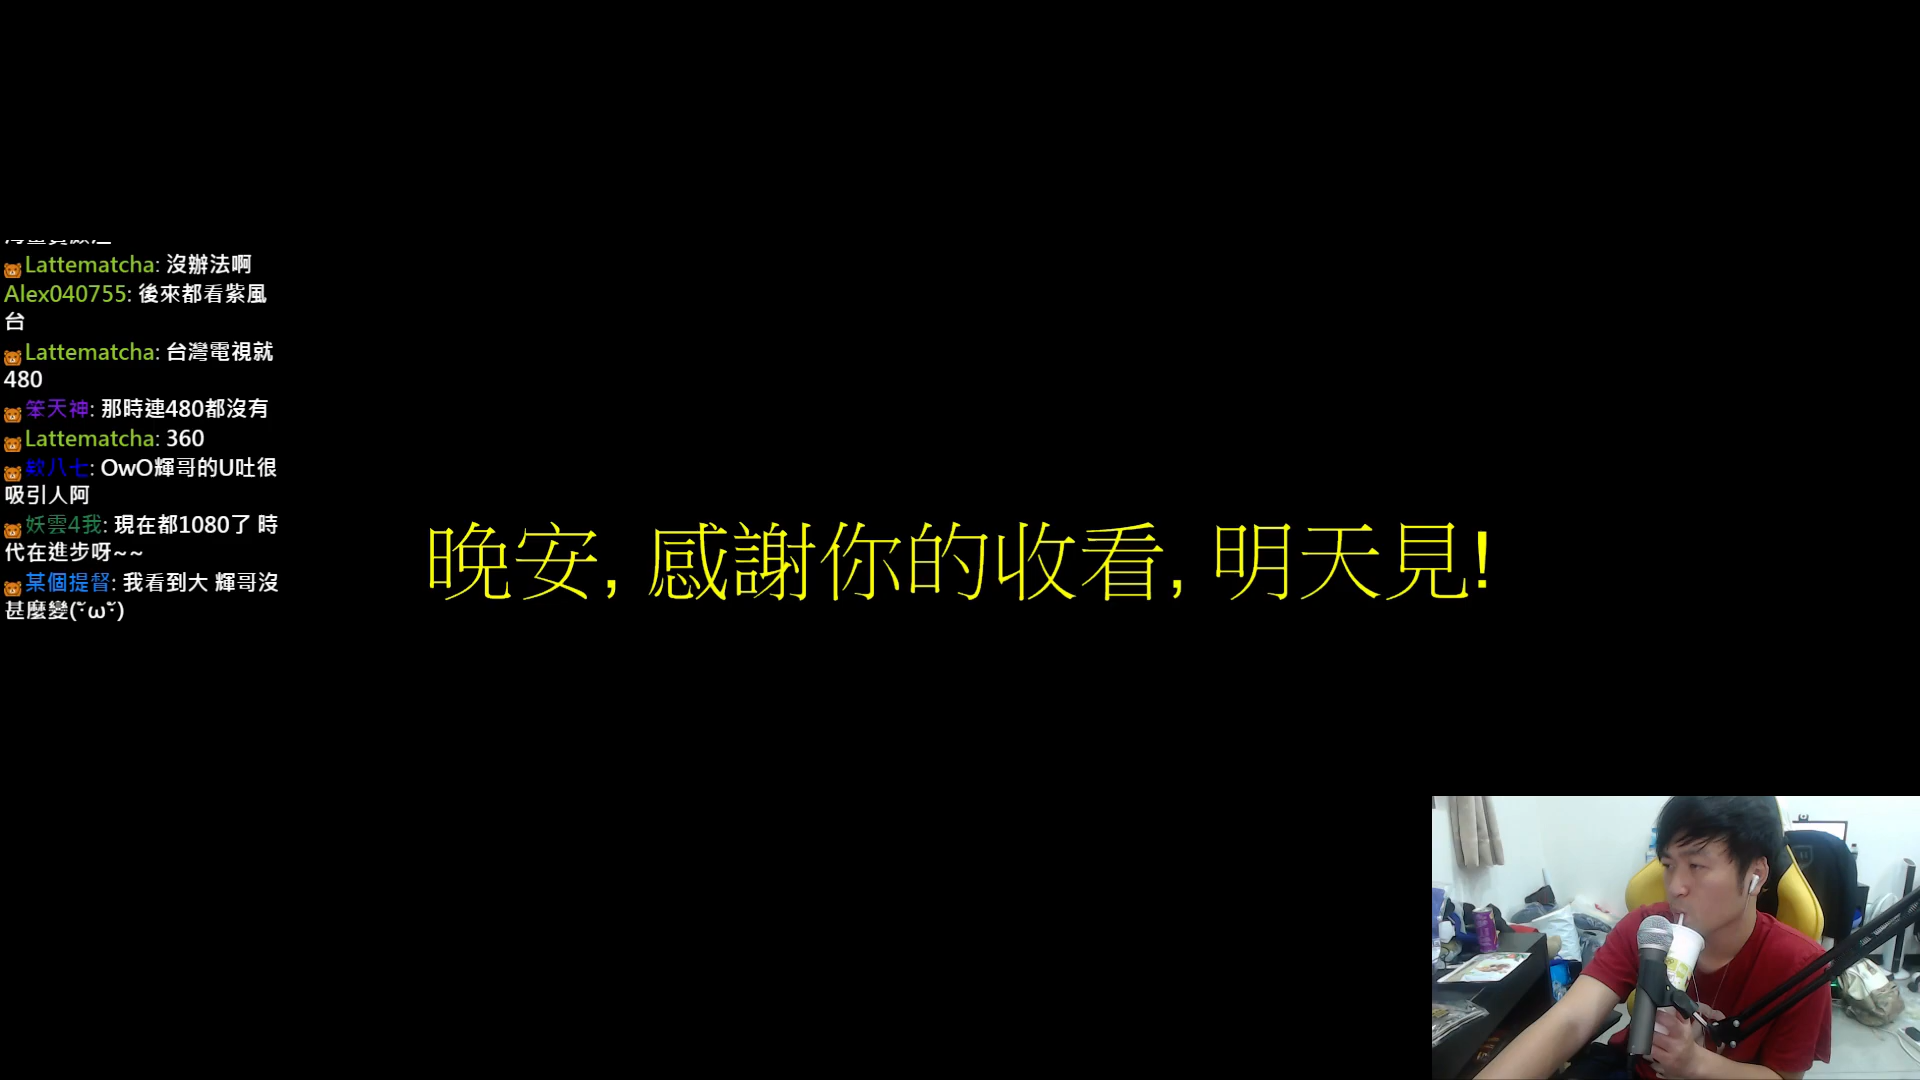 Lattematcha: 沒辦法啊
Alex040755: 後來都看紫風
台
Lattematcha: 台灣電視就
480
笨天神: 那時連480都沒有
Lattematcha: 360
軟八七: OwO輝哥的U吐很
吸引人阿
妖雲4我: 現在都1080了 時
代在進步呀~~
某個提督: 我看到大 輝哥沒
甚麼變(˘•ω•˘)
晚安, 感謝你的收看, 明天見!